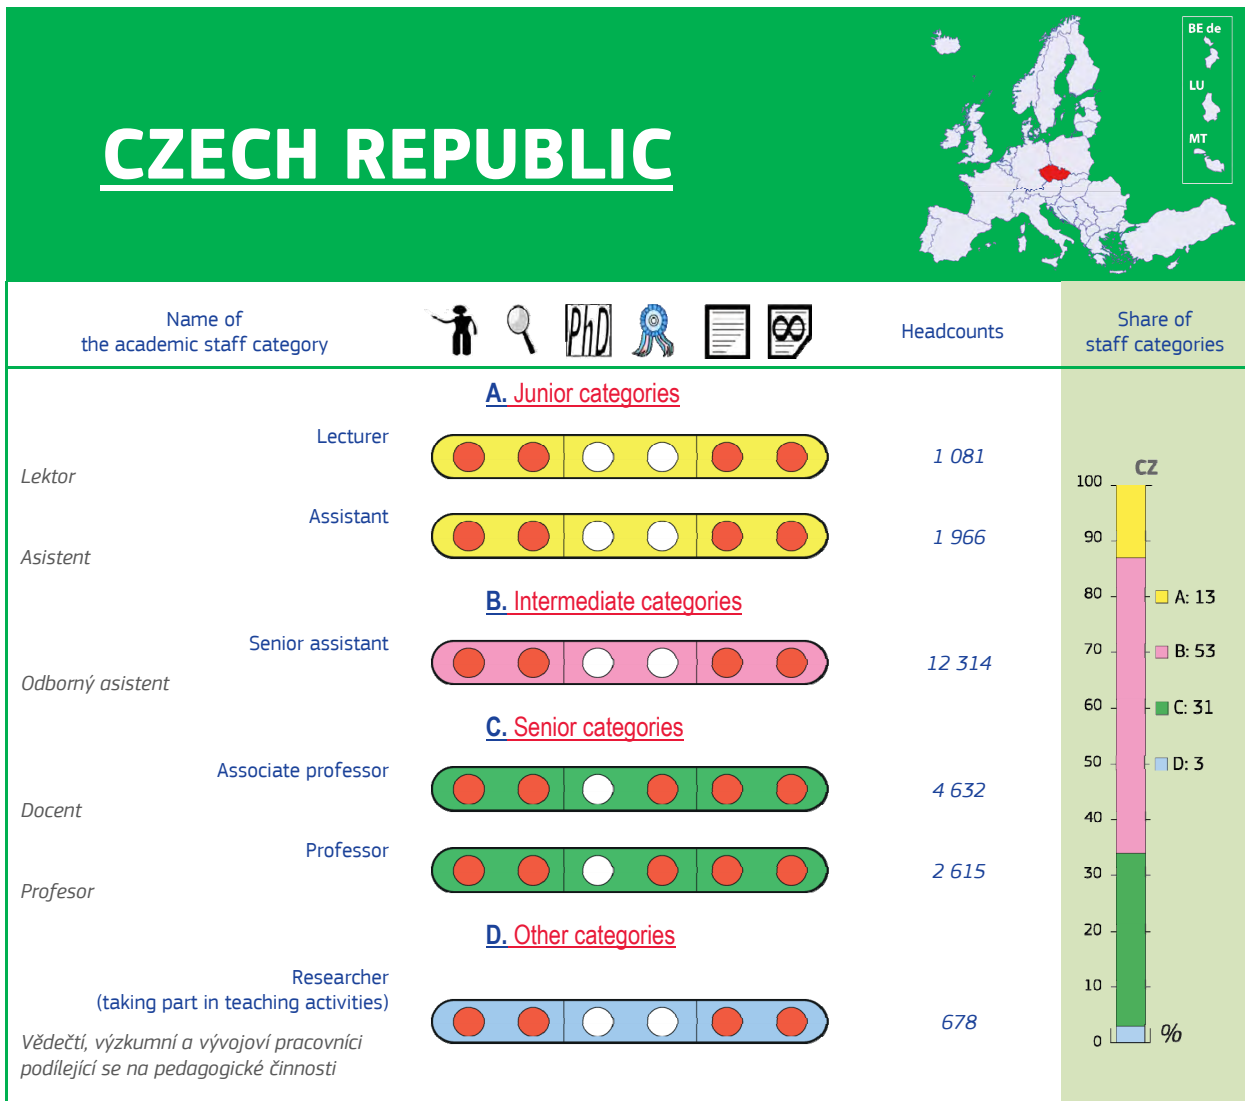 BE de
LU
MT
CZECH REPUBLIC
Name of
the academic staff category
PhD
∞
Headcounts
Share of
staff categories
A. Junior categories
Lecturer
Lektor
1 081
Assistant
Asistent
1 966
B. Intermediate categories
Senior assistant
Odborný asistent
12 314
C. Senior categories
Associate professor
Docent
4 632
Professor
Profesor
2 615
D. Other categories
Researcher
(taking part in teaching activities)
Vědečtí, výzkumní a vývojoví pracovníci
podílející se na pedagogické činnosti
678
CZ
100
90
80
70
60
50
40
30
20
10
0
%
A: 13
B: 53
C: 31
D: 3